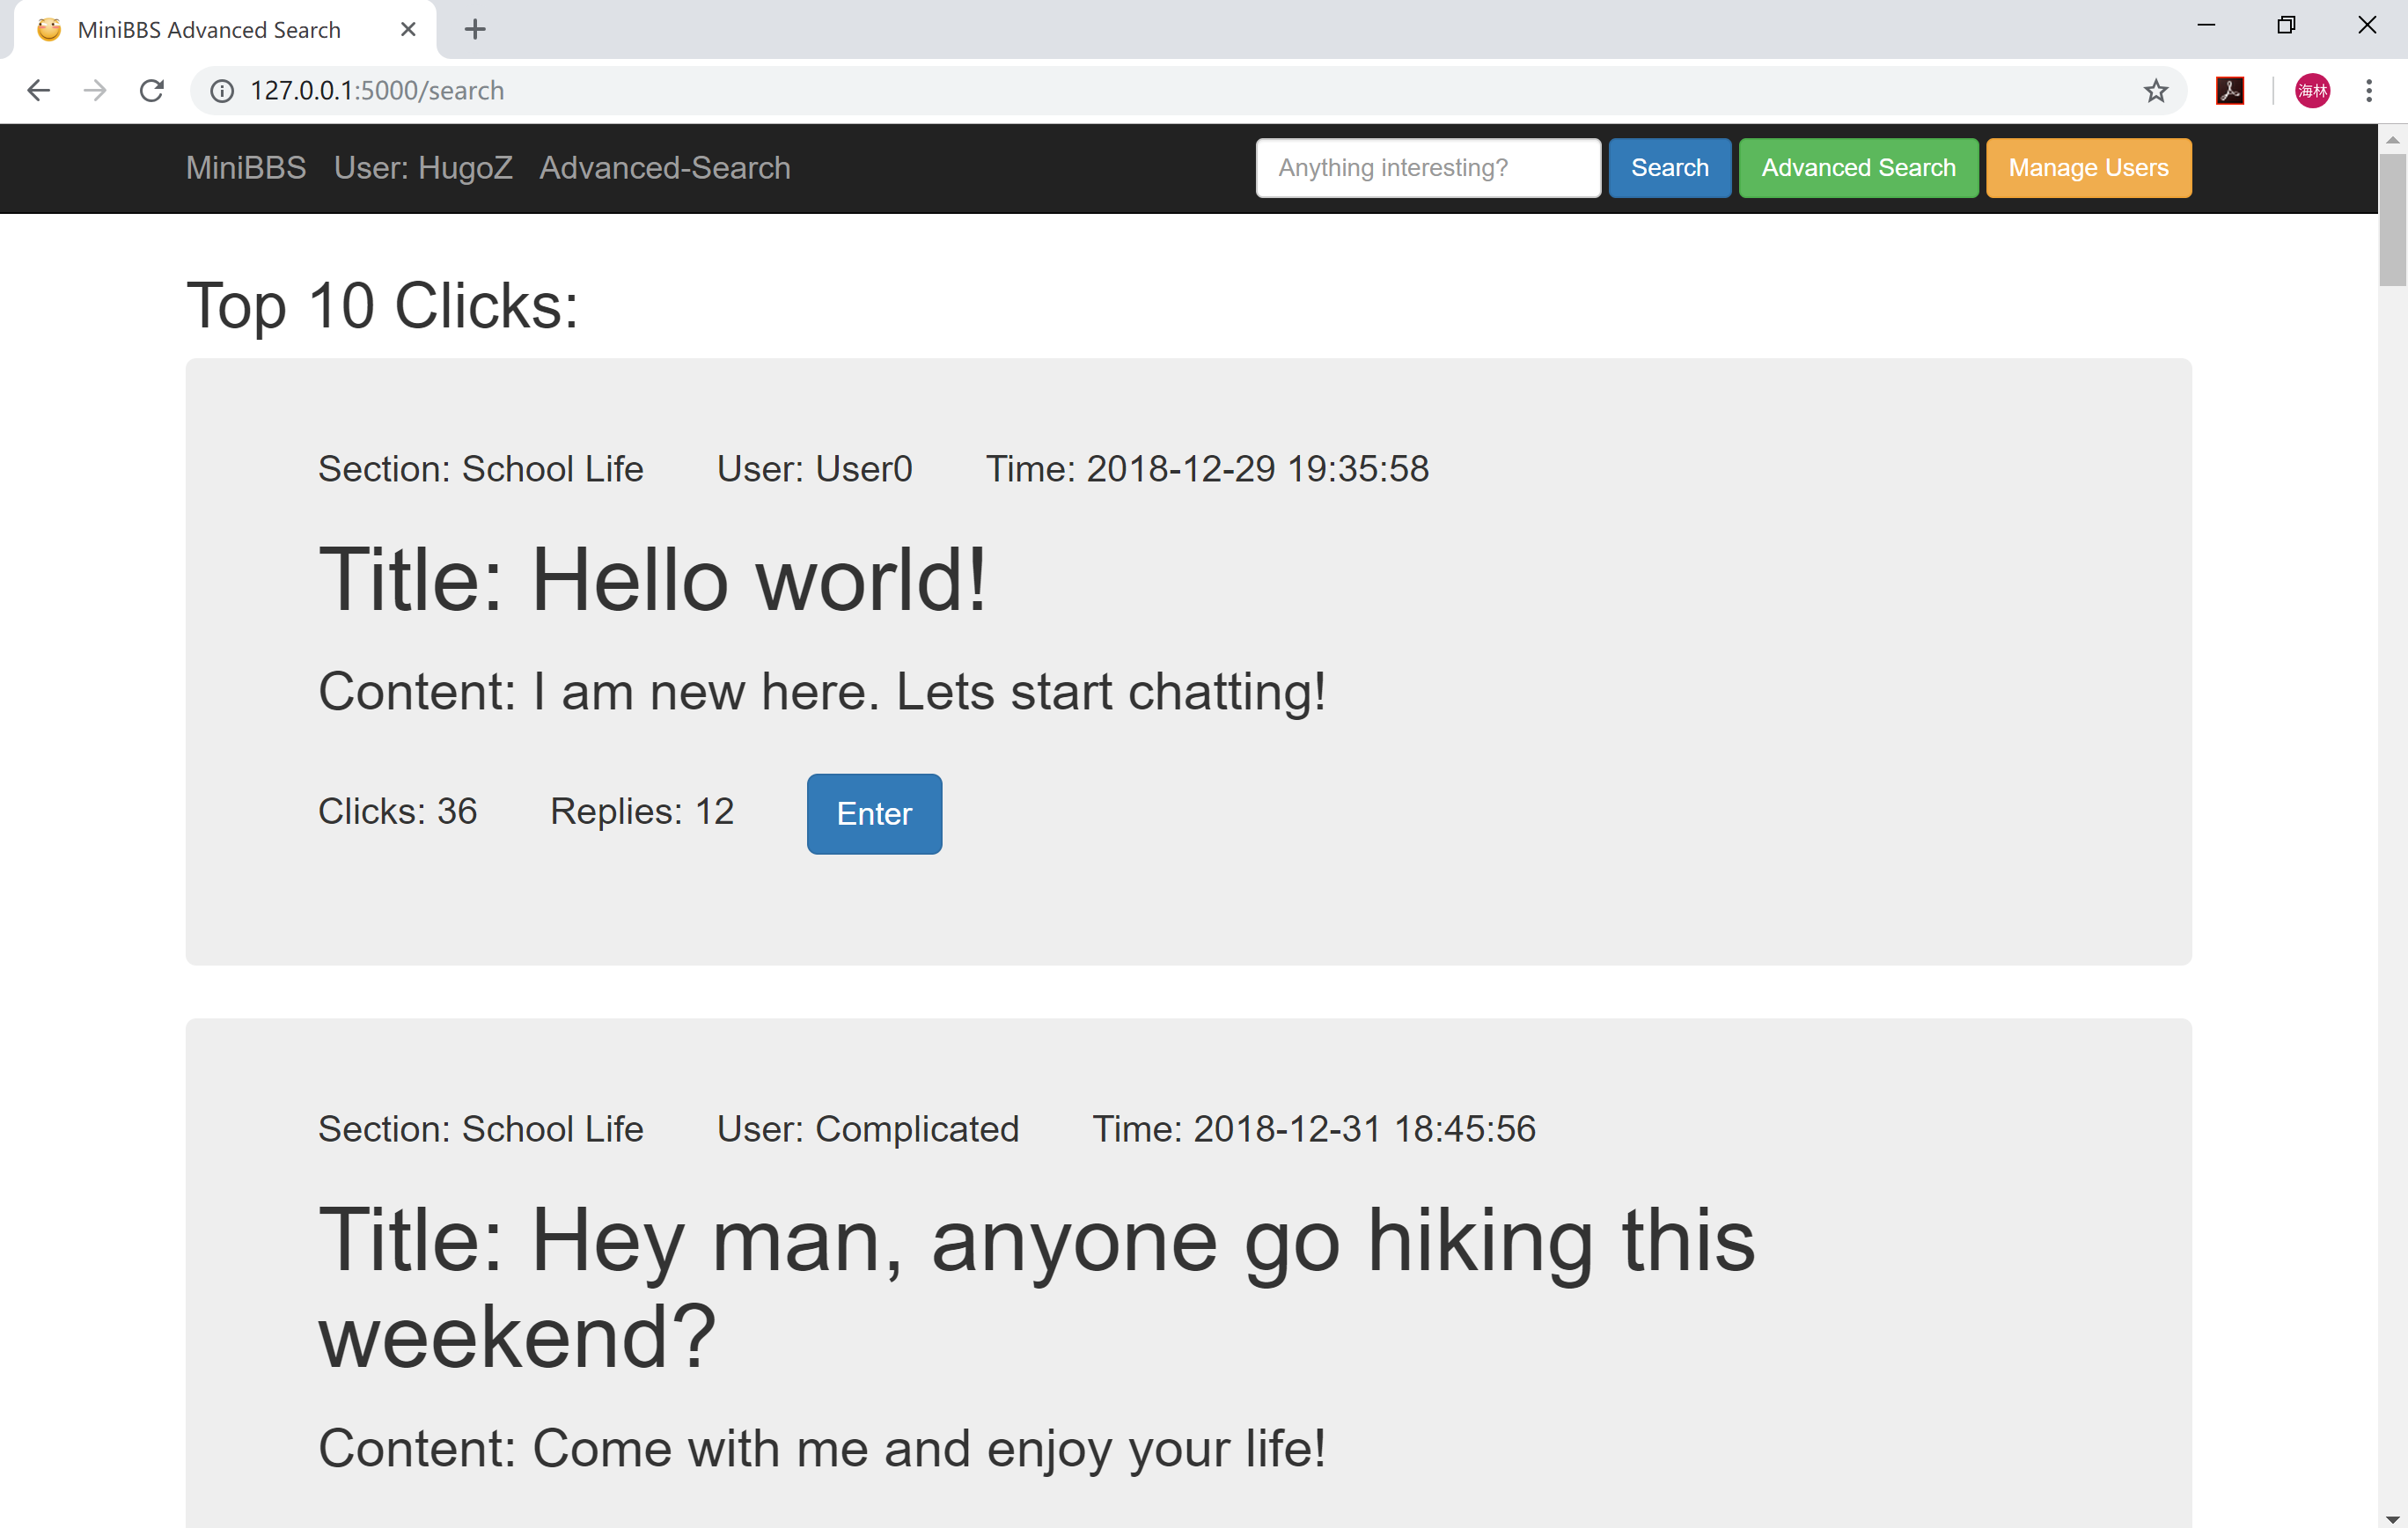 MiniBBS Advanced Search
127.0.0.1:5000/search
海林
MiniBBS User: HugoZ Advanced-Search Anything interesting? Search Advanced Search Manage Users
Top 10 Clicks:
Section: School Life User: User0 Time: 2018-12-29 19:35:58
Title: Hello world!
Content: I am new here. Lets start chatting!
Clicks: 36 Replies: 12 Enter
Section: School Life User: Complicated Time: 2018-12-31 18:45:56
Title: Hey man, anyone go hiking this
weekend?
Content: Come with me and enjoy your life!